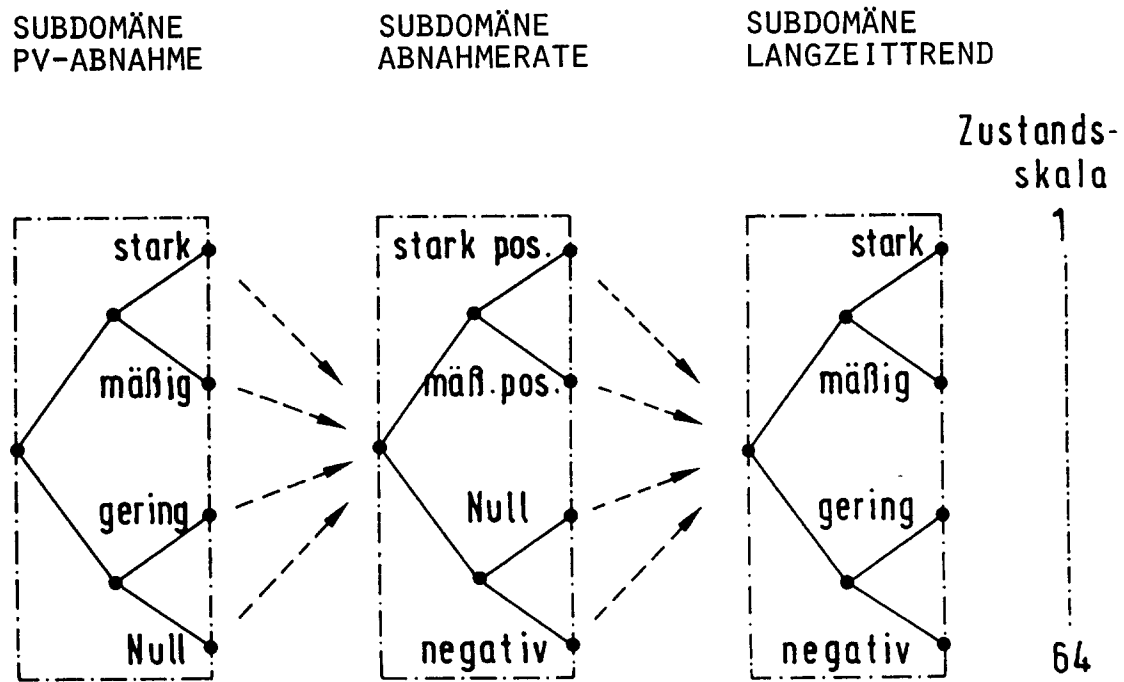 SUBDOMÄNE
PV-ABNAHME
SUBDOMÄNE
ABNAHMERATE
SUBDOMÄNE
LANGZEITTREND
Zustands-
skala
stark
mäßig
gering
Null
stark pos.
mäß.pos.
Null
negativ
stark
mäßig
gering
negativ
1
64